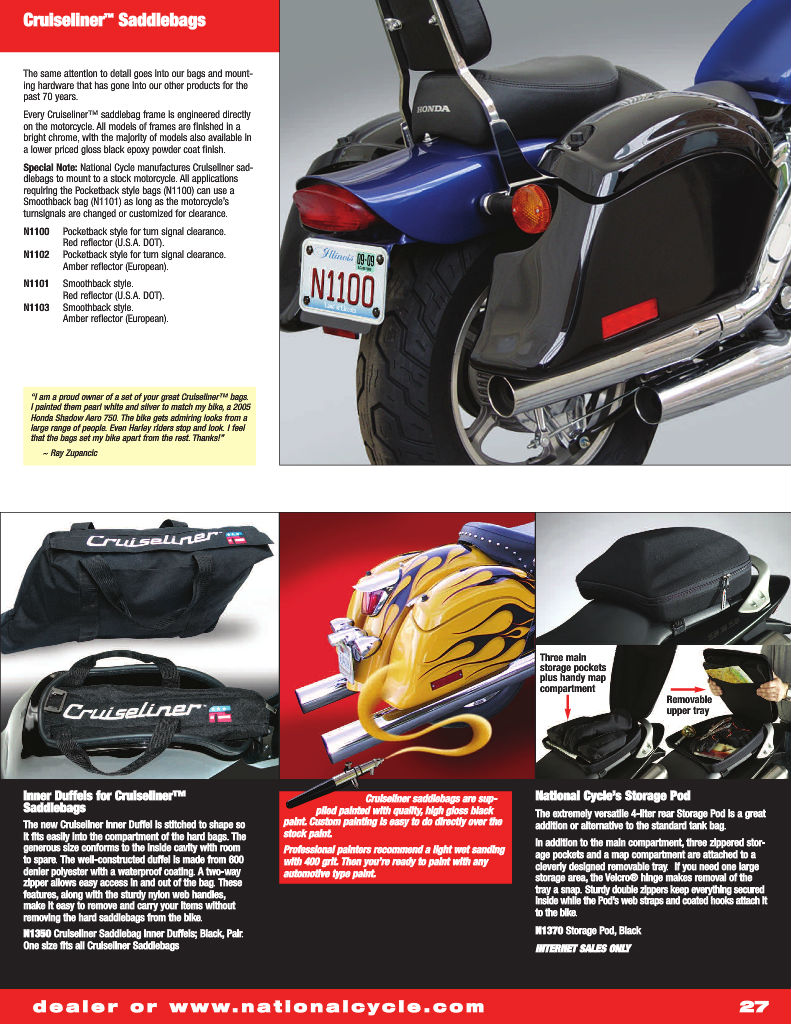 Cruiseliner™ Saddlebags
The same attention to detail goes into our bags and mount-
ing hardware that has gone into our other products for the
past 70 years.
Every Cruiseliner™ saddlebag frame is engineered directly
on the motorcycle. All models of frames are finished in a
bright chrome, with the majority of models also available in
a lower priced gloss black epoxy powder coat finish.
Special Note: National Cycle manufactures Cruiseliner sad-
dlebags to mount to a stock motorcycle. All applications
requiring the Pocketback style bags (N1100) can use a
Smoothback bag (N1101) as long as the motorcycle's
turnsignals are changed or customized for clearance.
N1100 Pocketback style for turn signal clearance.
Red reflector (U.S.A. DOT).
N1102 Pocketback style for turn signal clearance.
Amber reflector (European).
N1101 Smoothback style.
Red reflector (U.S.A. DOT).
N1103 Smoothback style.
Amber reflector (European).
"I am a proud owner of a set of your great Cruiseliner™ bags.
I painted them pearl white and silver to match my bike, a 2005
Honda Shadow Aero 750. The bike gets admiring looks from a
large range of people. Even Harley riders stop and look. I feel
that the bags set my bike apart from the rest. Thanks!"
~ Ray Zupancic
HONDA
Illinois
09-09
N1100
Cruiseliner™
Cruiseliner™
Three main
storage pockets
plus handy map
compartment
Removable
upper tray
Inner Duffels for Cruiseliner™
Saddlebags
The new Cruiseliner Inner Duffel is stitched to shape so
it fits easily into the compartment of the hard bags. The
generous size conforms to the inside cavity with room
to spare. The well-constructed duffel is made from 600
denier polyester with a waterproof coating. A two-way
zipper allows easy access in and out of the bag. These
features, along with the sturdy nylon web handles,
make it easy to remove and carry your items without
removing the hard saddlebags from the bike.
N1350 Cruiseliner Saddlebag Inner Duffels; Black, Pair.
One size fits all Cruiseliner Saddlebags
Cruiseliner saddlebags are sup-
plied painted with quality, high gloss black
paint. Custom painting is easy to do directly over the
stock paint.
Professional painters recommend a light wet sanding
with 400 grit. Then you're ready to paint with any
automotive type paint.
National Cycle's Storage Pod
The extremely versatile 4-liter rear Storage Pod is a great
addition or alternative to the standard tank bag.
In addition to the main compartment, three zippered stor-
age pockets and a map compartment are attached to a
cleverly designed removable tray. If you need one large
storage area, the Velcro® hinge makes removal of the
tray a snap. Sturdy double zippers keep everything secured
inside while the Pod's web straps and coated hooks attach it
to the bike.
N1370 Storage Pod, Black
INTERNET SALES ONLY
dealer or www.nationalcycle.com
27